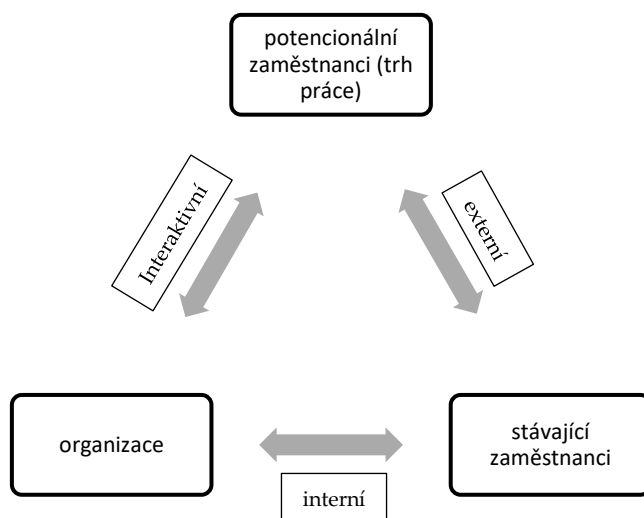 potencionální
zaměstnanci (trh
práce)
Interaktivní
externí
organizace
stávající
zaměstnanci
interní